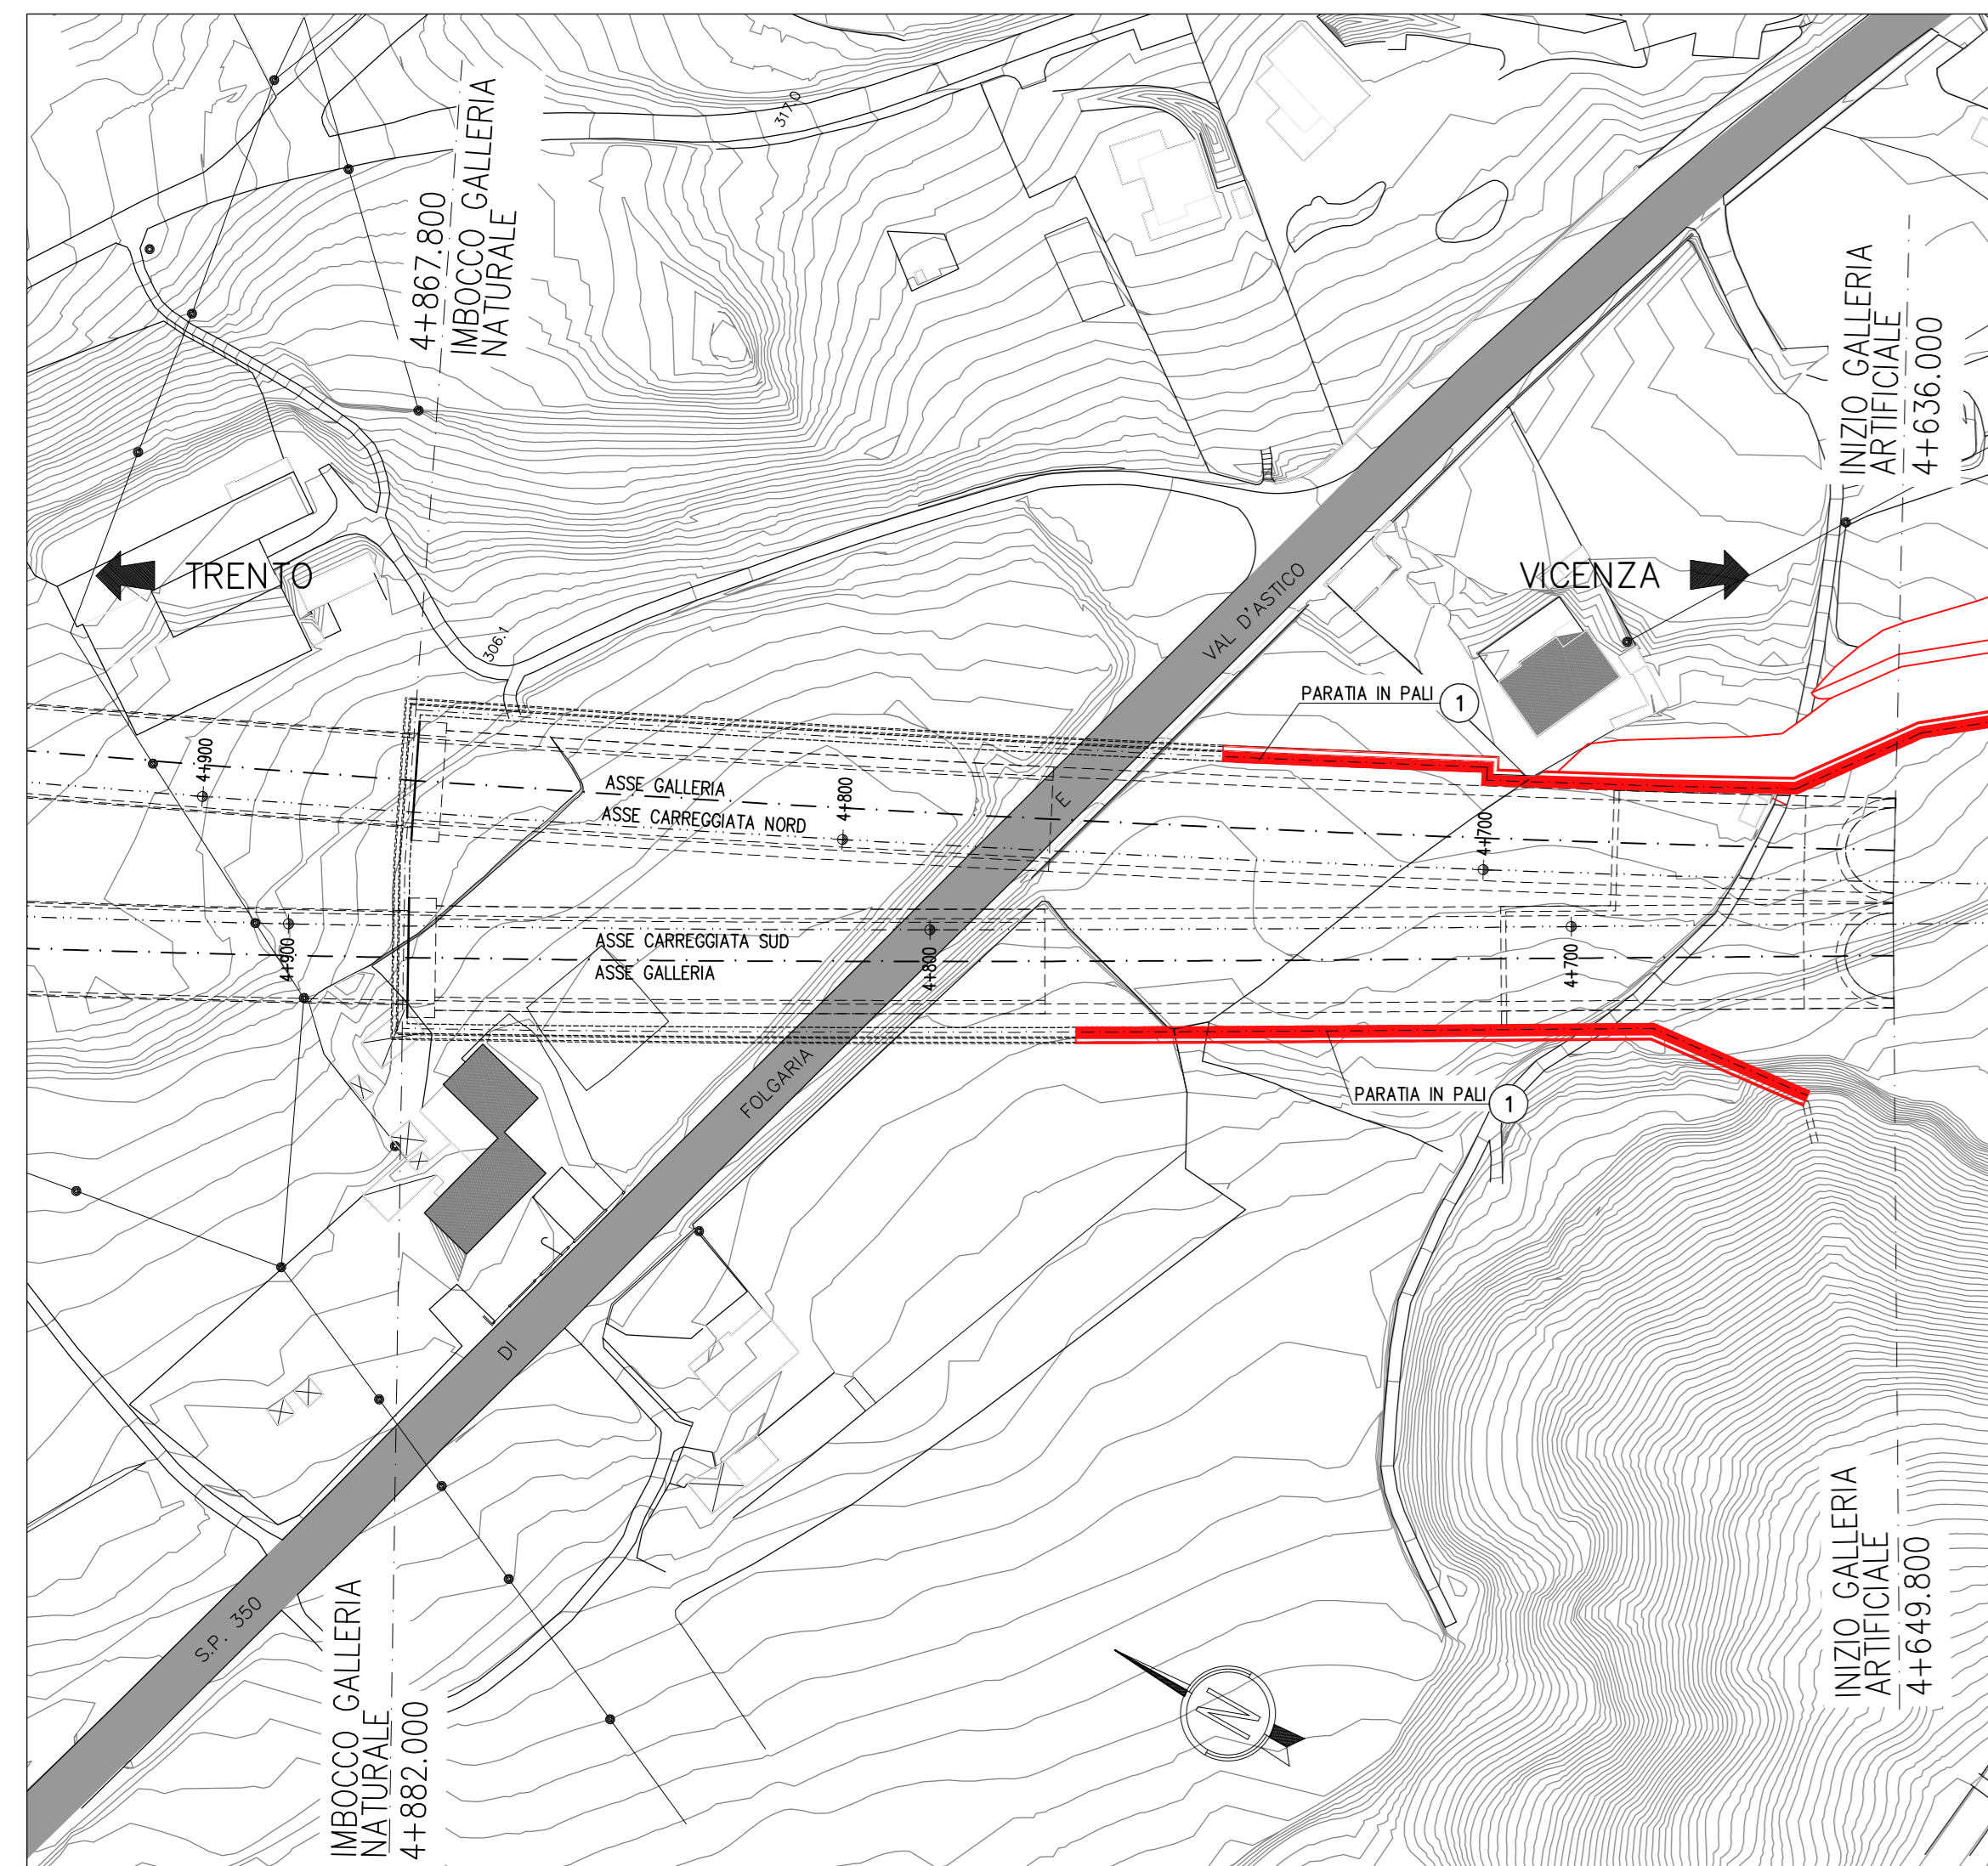 317.0
4+867.800
IMBOCCO GALLERIA
NATURALE
INIZIO GALLERIA
ARTIFICIALE
4+636.000
TRENTO
VICENZA
306.1
VAL D'ASTICO
PARATIA IN PALI
1
4+900
ASSE GALLERIA
ASSE CARREGGIATA NORD
4+800
E
4+700
4+900
ASSE CARREGGIATA SUD
ASSE GALLERIA
4+800
4+700
FOLGARIA
PARATIA IN PALI
1
DI
S.P. 350
IMBOCCO GALLERIA
NATURALE
4+882.000
N
INIZIO GALLERIA
ARTIFICIALE
4+649.800